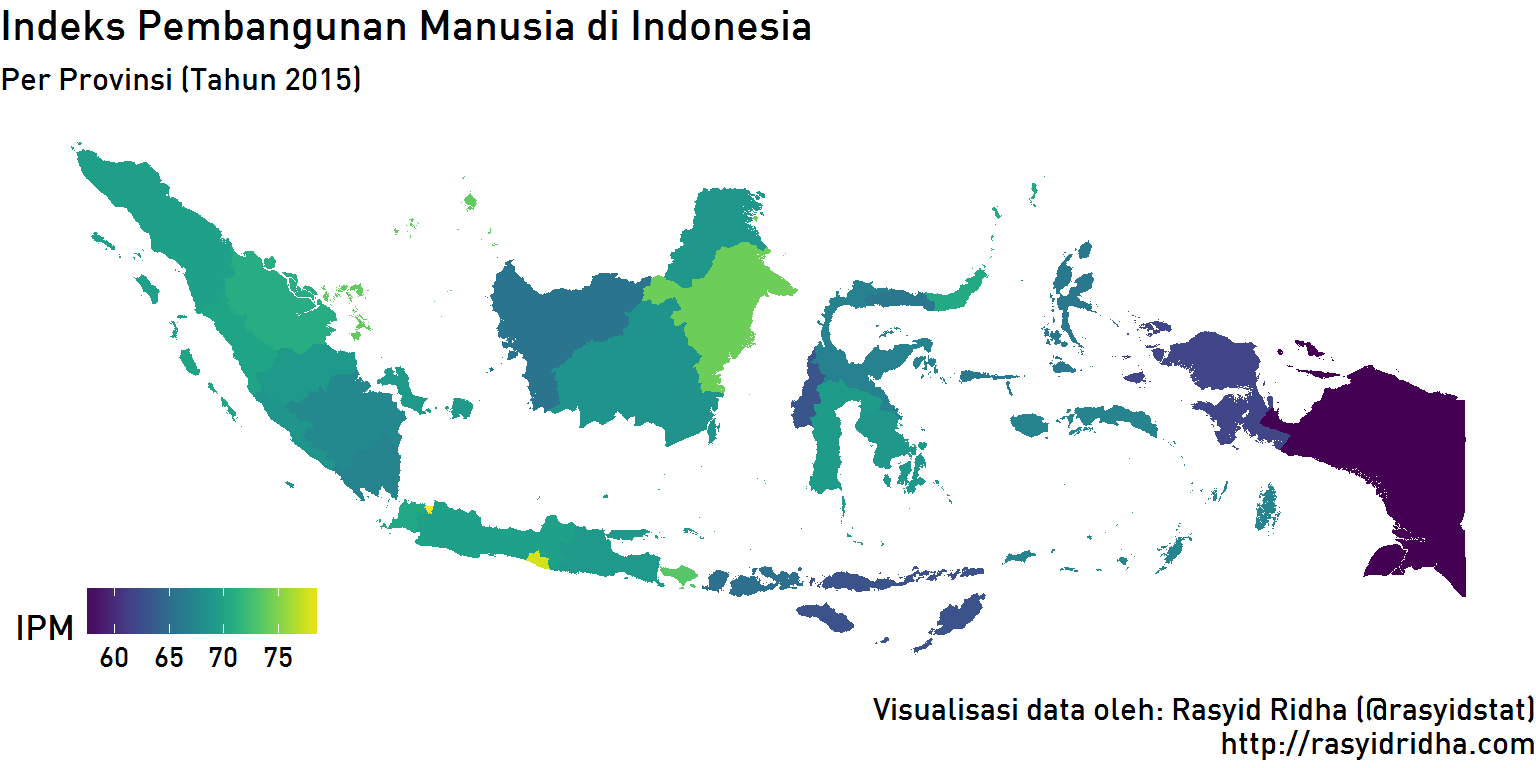 Indeks Pembangunan Manusia di Indonesia
Per Provinsi (Tahun 2015)
IPM
60 65 70 75
Visualisasi data oleh: Rasyid Ridha (@rasyidstat)
http://rasyidridha.com